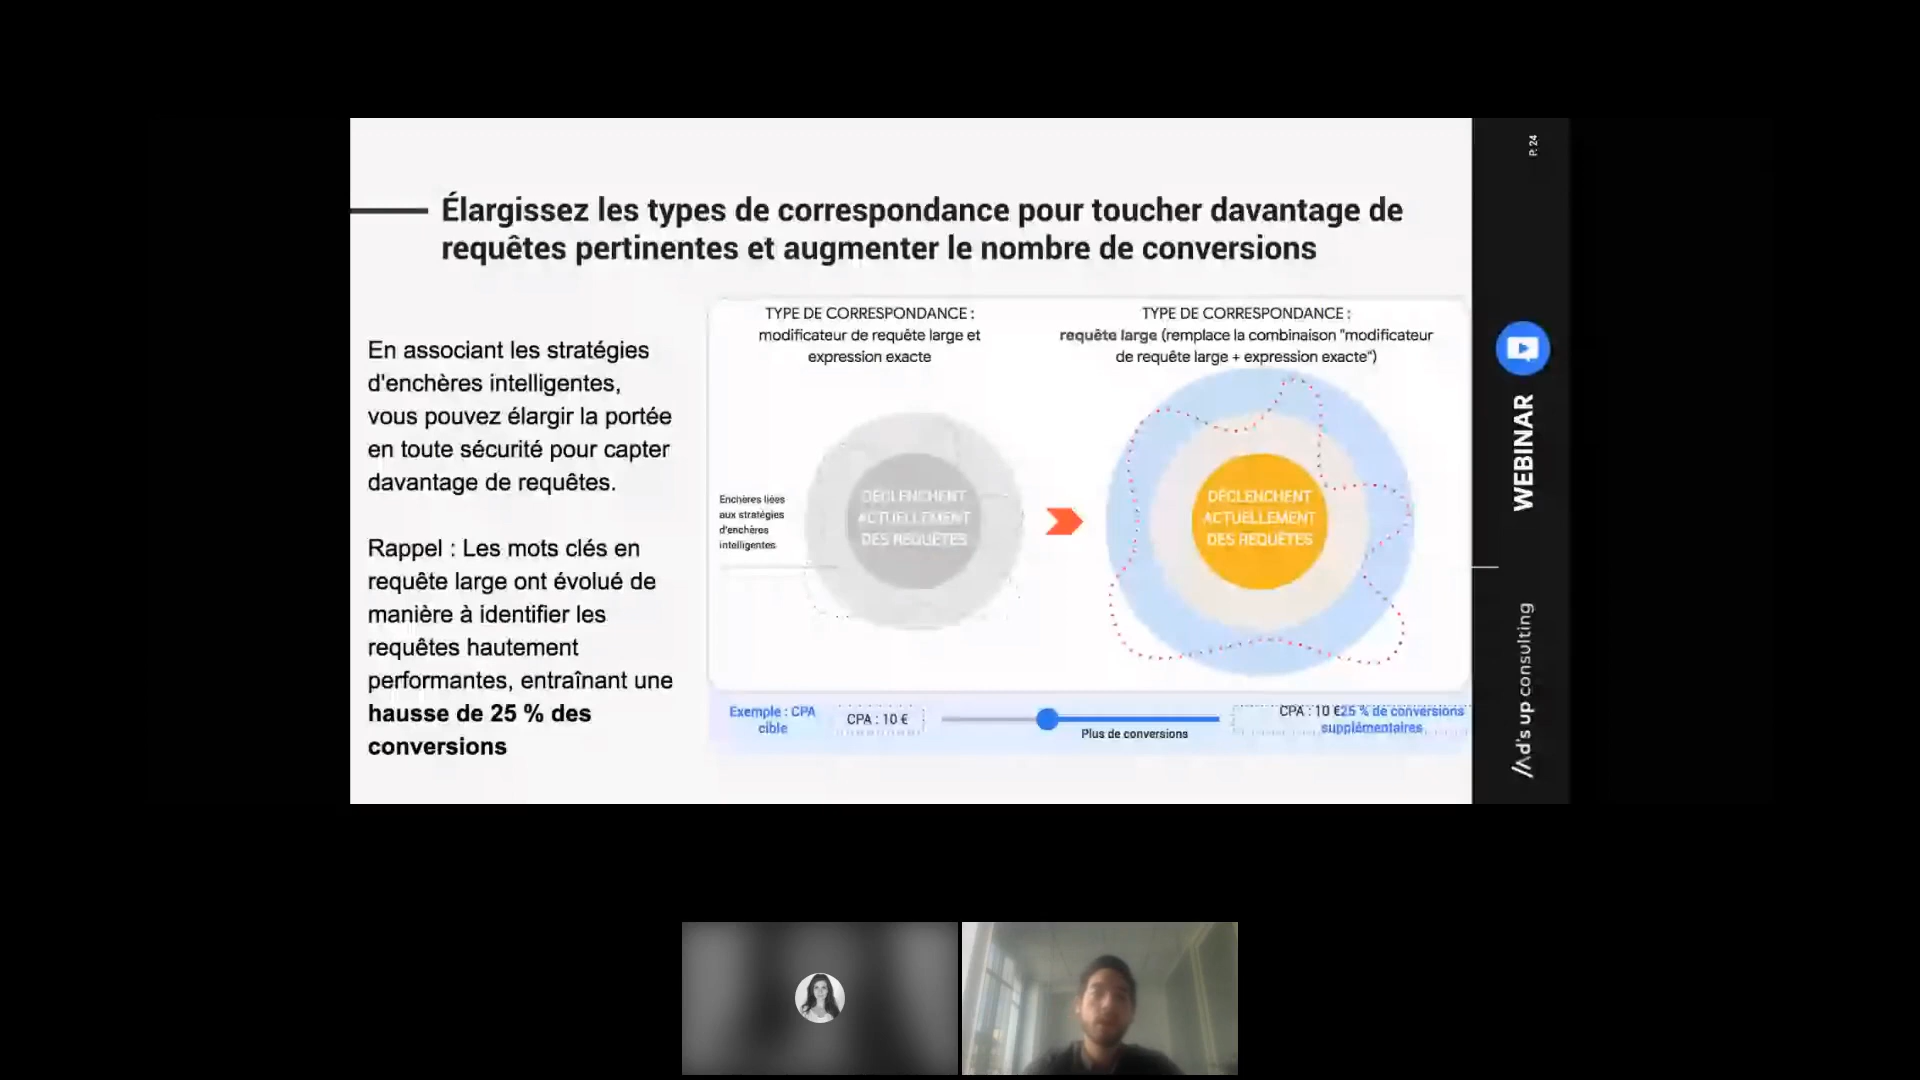 Élargissez les types de correspondance pour toucher davantage de
requêtes pertinentes et augmenter le nombre de conversions
En associant les stratégies
d'enchères intelligentes,
vous pouvez élargir la portée
en toute sécurité pour capter
davantage de requêtes.
Rappel : Les mots clés en
requête large ont évolué de
manière à identifier les
requêtes hautement
performantes, entraînant une
hausse de 25 % des
conversions
TYPE DE CORRESPONDANCE :
modificateur de requête large et
expression exacte
Enchères liées
aux stratégies
d'enchères
intelligentes
DÉCLENCHENT
ACTUELLEMENT
DES REQUÊTES
TYPE DE CORRESPONDANCE :
requête large (remplace la combinaison "modificateur
de requête large + expression exacte")
DÉCLENCHENT
ACTUELLEMENT
DES REQUÊTES
Exemple : CPA
cible
CPA : 10 €
Plus de conversions
CPA : 10 €25 % de conversions
supplémentaires
P. 24
WEBINAR
/Ad's up consulting